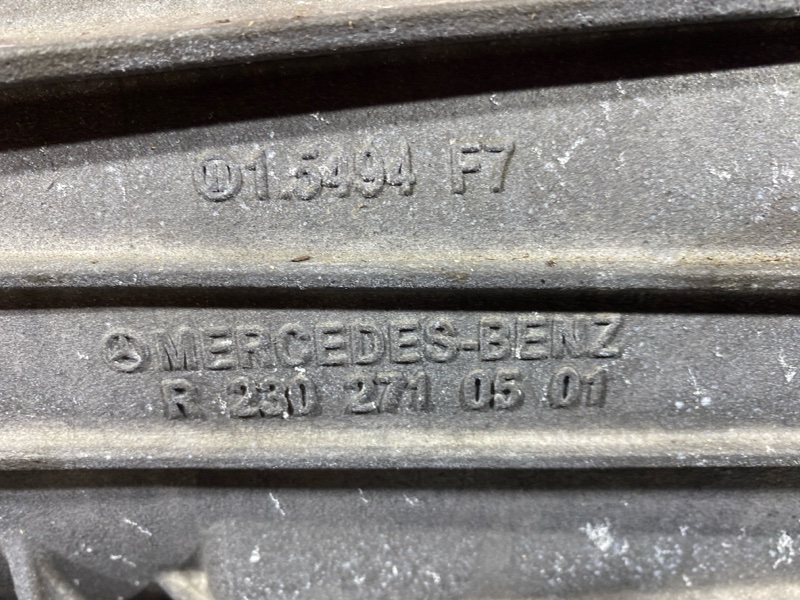 1.5494 F7
MERCEDES-BENZ
R 230 271 05 01